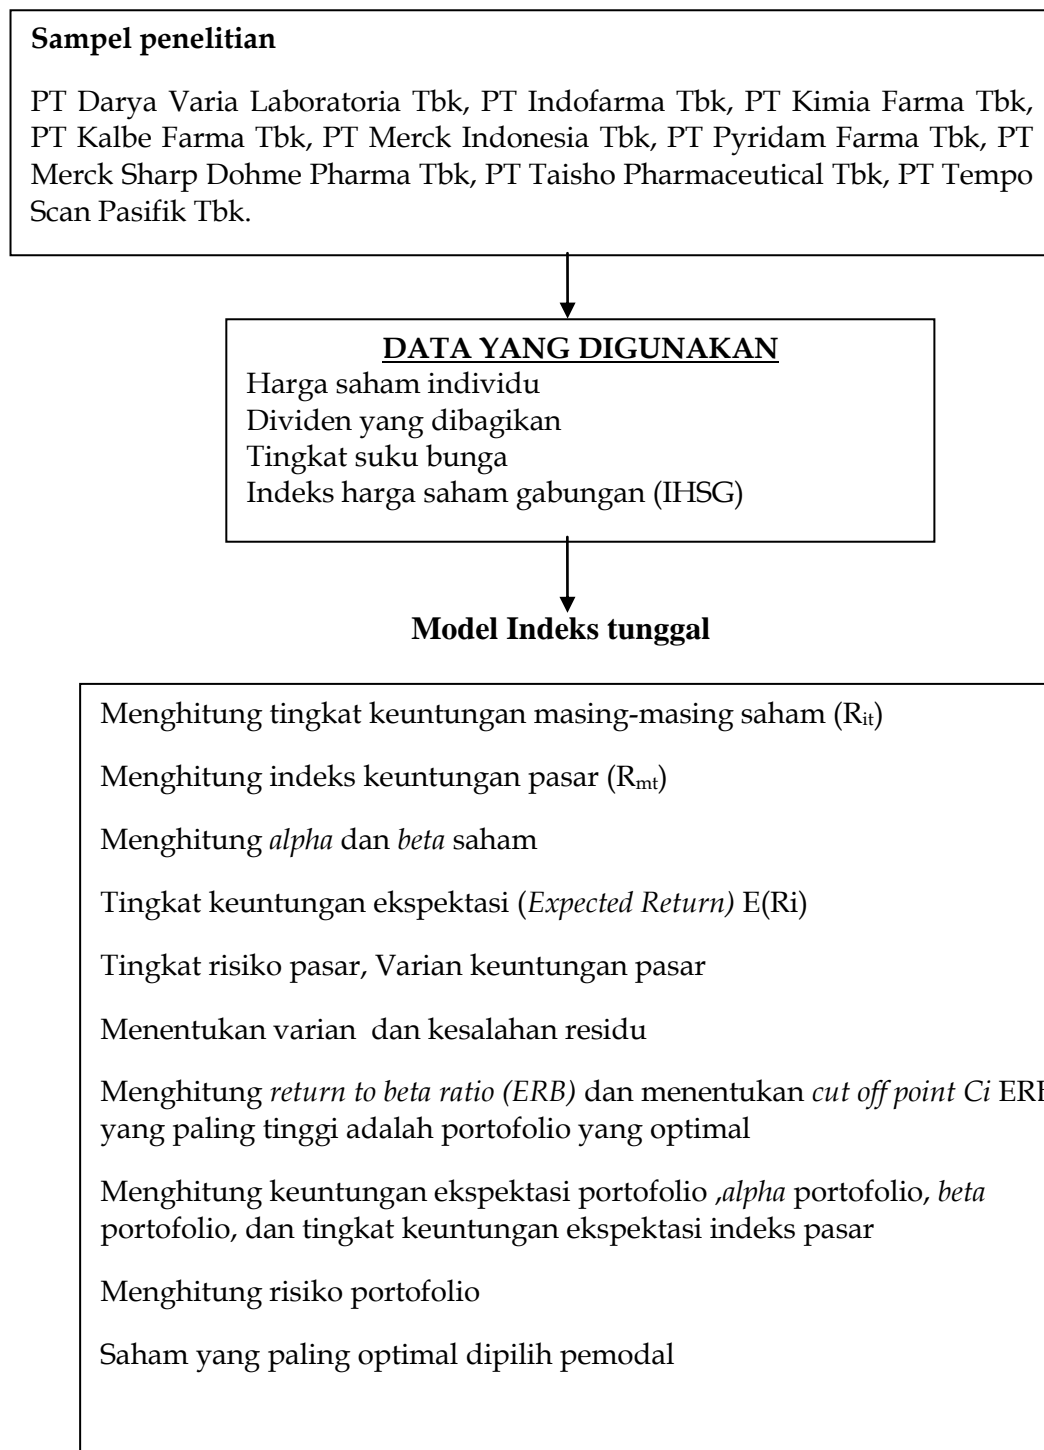 Sampel penelitian
PT Darya Varia Laboratoria Tbk, PT Indofarma Tbk, PT Kimia Farma Tbk,
PT Kalbe Farma Tbk, PT Merck Indonesia Tbk, PT Pyridam Farma Tbk, PT
Merck Sharp Dohme Pharma Tbk, PT Taisho Pharmaceutical Tbk, PT Tempo
Scan Pasifik Tbk.
DATA YANG DIGUNAKAN
Harga saham individu
Dividen yang dibagikan
Tingkat suku bunga
Indeks harga saham gabungan (IHSG)
Model Indeks tunggal
Menghitung tingkat keuntungan masing-masing saham (Rit)
Menghitung indeks keuntungan pasar (Rmt)
Menghitung alpha dan beta saham
Tingkat keuntungan ekspektasi (Expected Return) E(Ri)
Tingkat risiko pasar, Varian keuntungan pasar
Menentukan varian dan kesalahan residu
Menghitung return to beta ratio (ERB) dan menentukan cut off point Ci ERB
yang paling tinggi adalah portofolio yang optimal
Menghitung keuntungan ekspektasi portofolio ,alpha portofolio, beta
portofolio, dan tingkat keuntungan ekspektasi indeks pasar
Menghitung risiko portofolio
Saham yang paling optimal dipilih pemodal